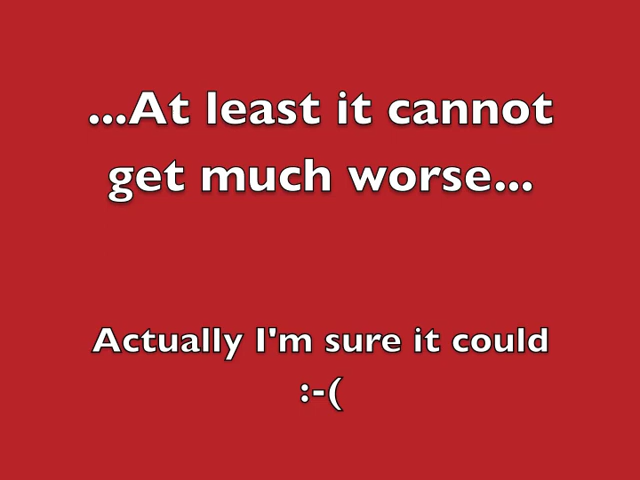 ...At least it cannot
get much worse...
Actually I'm sure it could
:-(